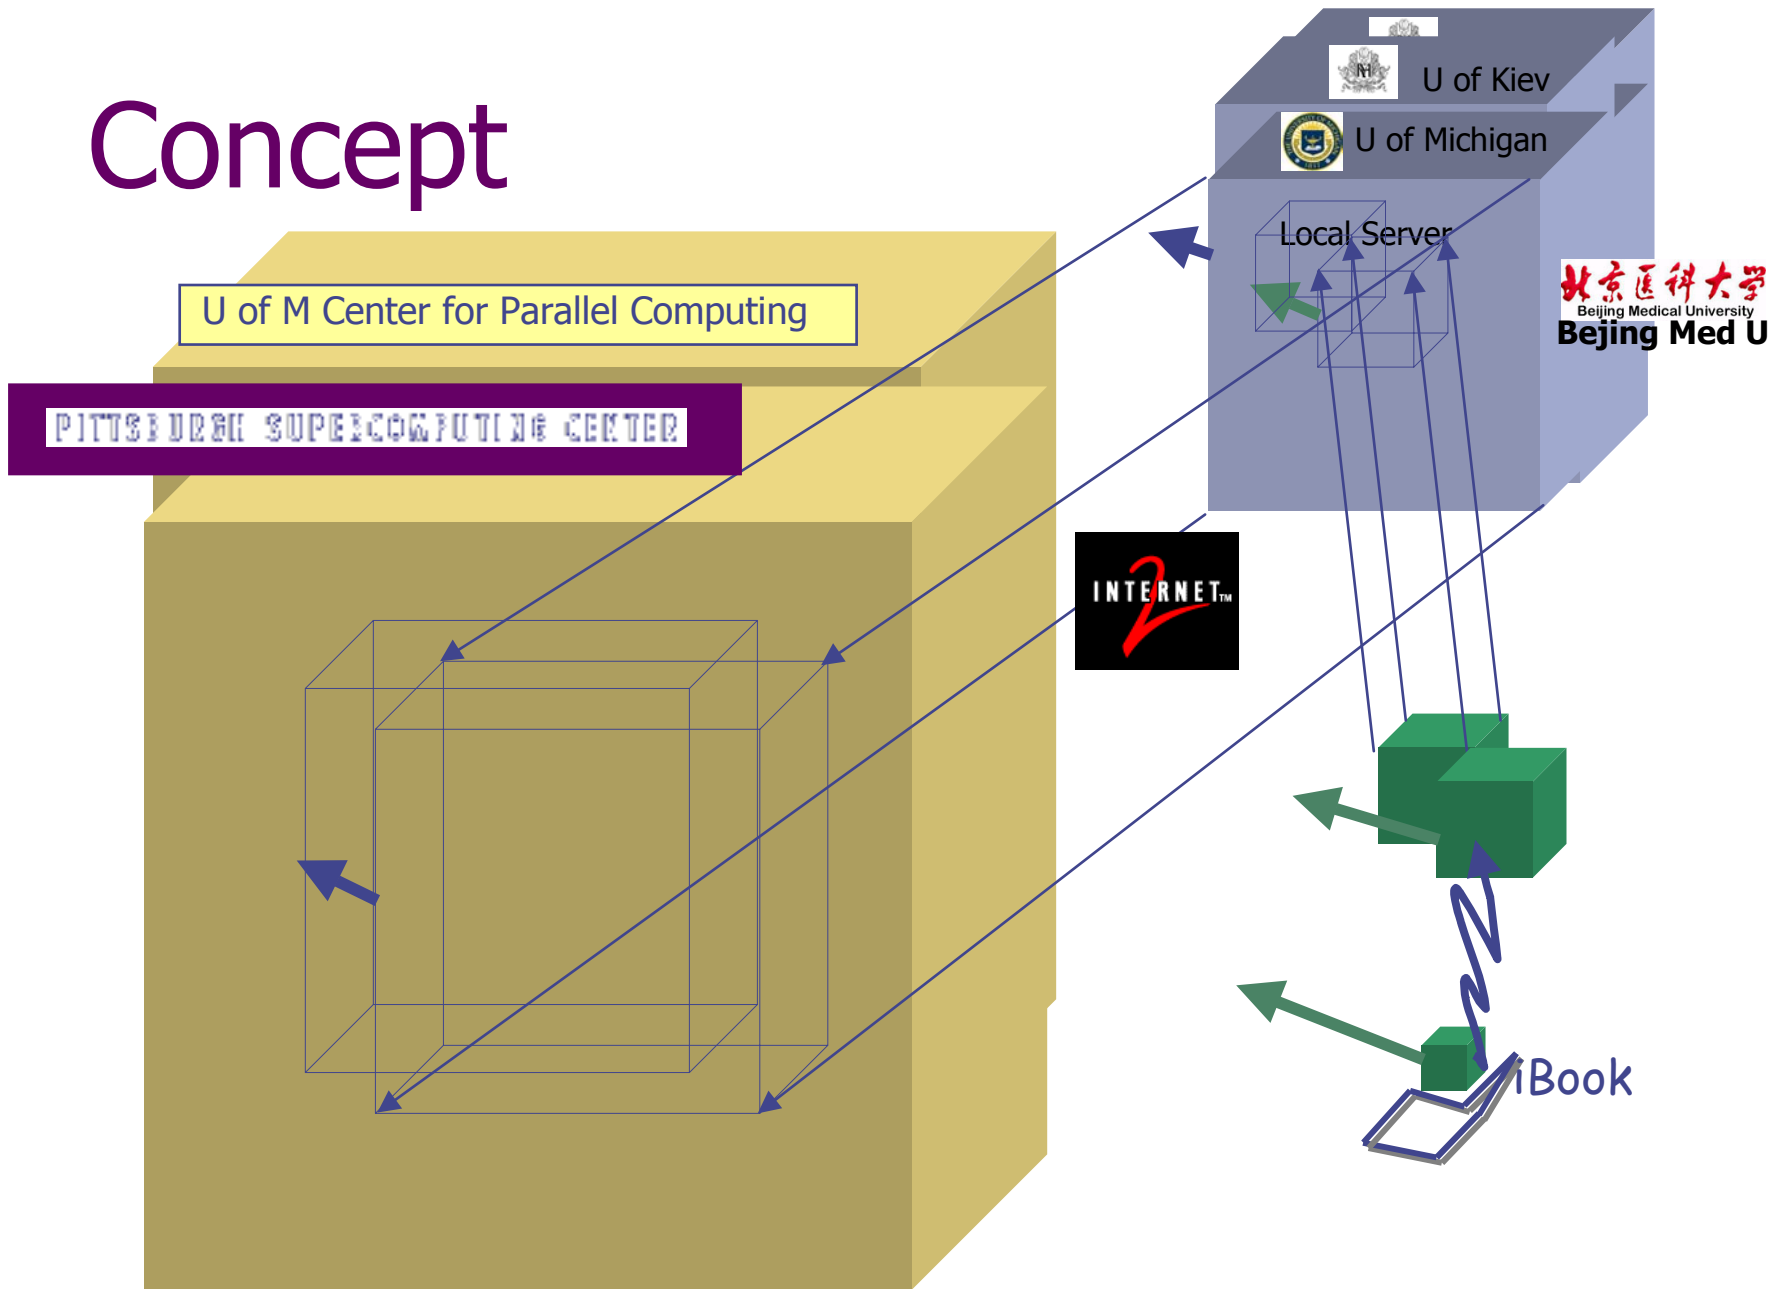 Concept
U of Kiev
U of Michigan
Local Server
U of M Center for Parallel Computing
北京医科大学
Beijing Medical University
Bejing Med U
PITTSBURGH SUPERCOMPUTING CENTER
INTERNET™
2
iBook